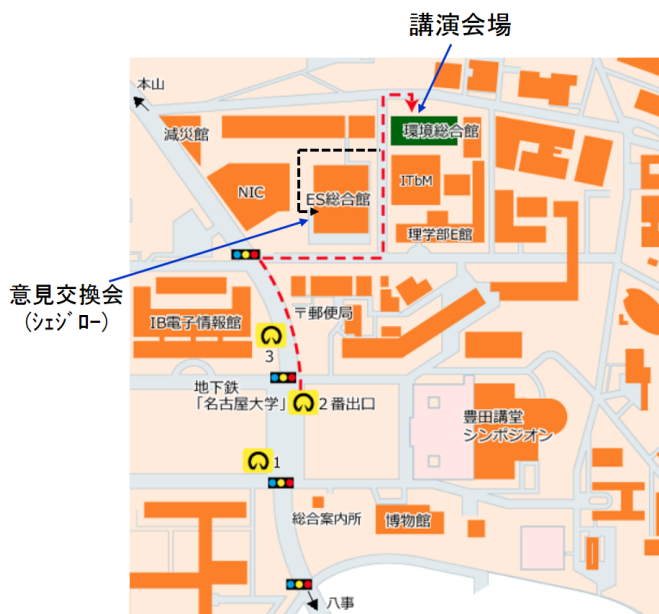 講演会場
本山
減災館
環境総合館
NIC
ITbM
ES総合館
理学部E館
意見交換会
(ｼｪｼﾞﾛｰ)
IB電子情報館
〒郵便局
3
地下鉄
「名古屋大学」
2番出口
豊田講堂
シンポジオン
1
総合案内所
博物館
八事